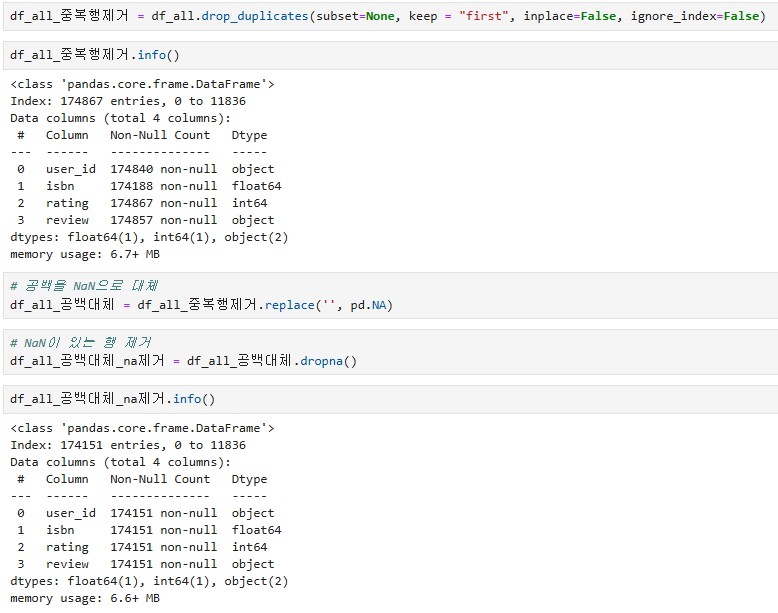 df_all_중복행제거 = df_all.drop_duplicates(subset=None, keep = "first", inplace=False, ignore_index=False)
df_all_중복행제거.info()
<class 'pandas.core.frame.DataFrame'>
Index: 174867 entries, 0 to 11836
Data columns (total 4 columns):
 #   Column   Non-Null Count   Dtype
---  ------   --------------   -----
 0   user_id  174840 non-null  object
 1   isbn     174188 non-null  float64
 2   rating   174867 non-null  int64
 3   review   174857 non-null  object
dtypes: float64(1), int64(1), object(2)
memory usage: 6.7+ MB
# 공백을 NaN으로 대체
df_all_공백대체 = df_all_중복행제거.replace('', pd.NA)
# NaN이 있는 행 제거
df_all_공백대체_na제거 = df_all_공백대체.dropna()
df_all_공백대체_na제거.info()
<class 'pandas.core.frame.DataFrame'>
Index: 174151 entries, 0 to 11836
Data columns (total 4 columns):
 #   Column   Non-Null Count   Dtype
---  ------   --------------   -----
 0   user_id  174151 non-null  object
 1   isbn     174151 non-null  float64
 2   rating   174151 non-null  int64
 3   review   174151 non-null  object
dtypes: float64(1), int64(1), object(2)
memory usage: 6.6+ MB